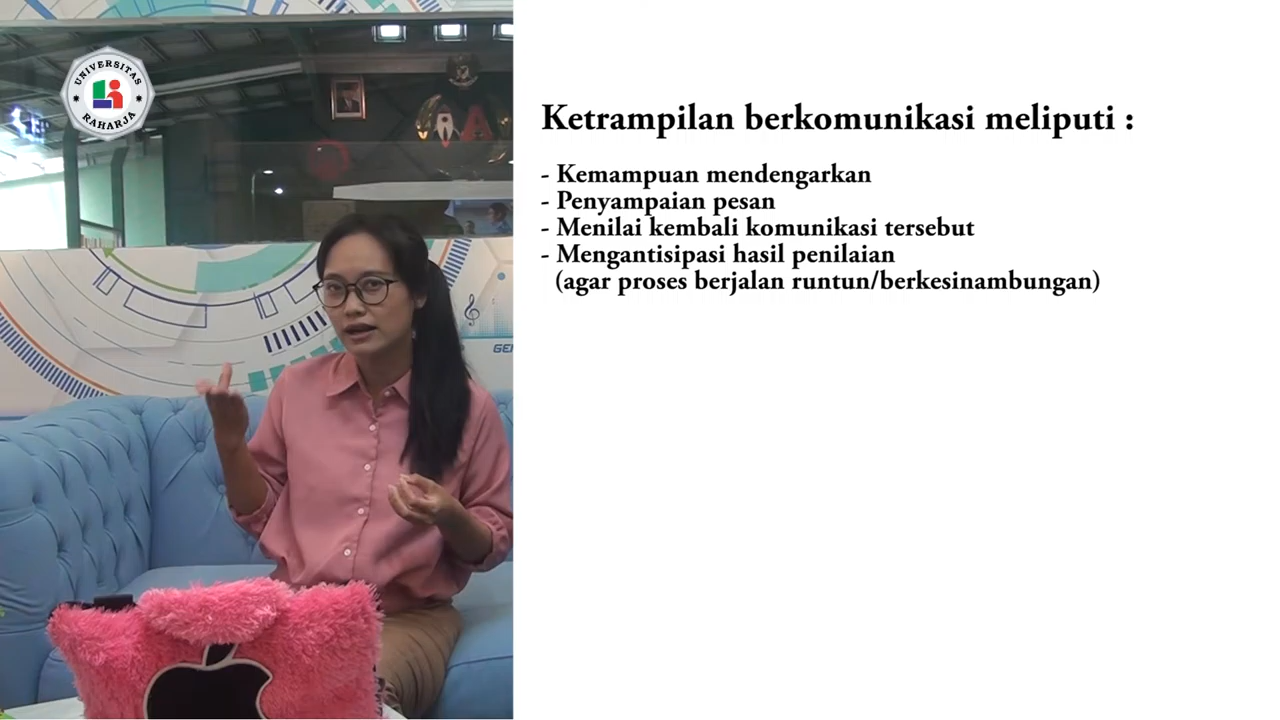 UNIVERSITAS
RAHARJA
Ketrampilan berkomunikasi meliputi :
- Kemampuan mendengarkan
- Penyampaian pesan
- Menilai kembali komunikasi tersebut
- Mengantisipasi hasil penilaian
(agar proses berjalan runtun/berkesinambungan)